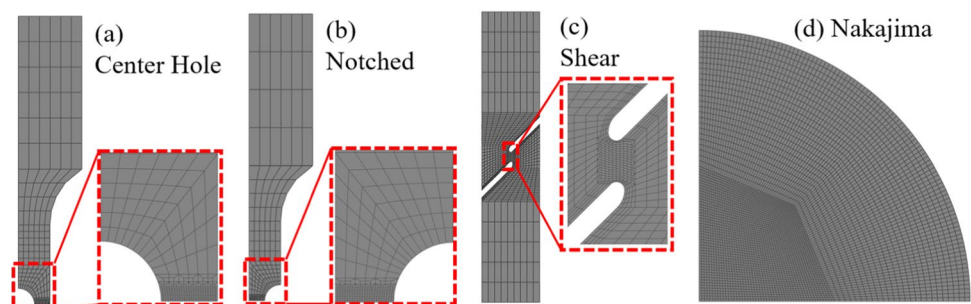 (a)
Center Hole
(b)
Notched
(c)
Shear
(d) Nakajima